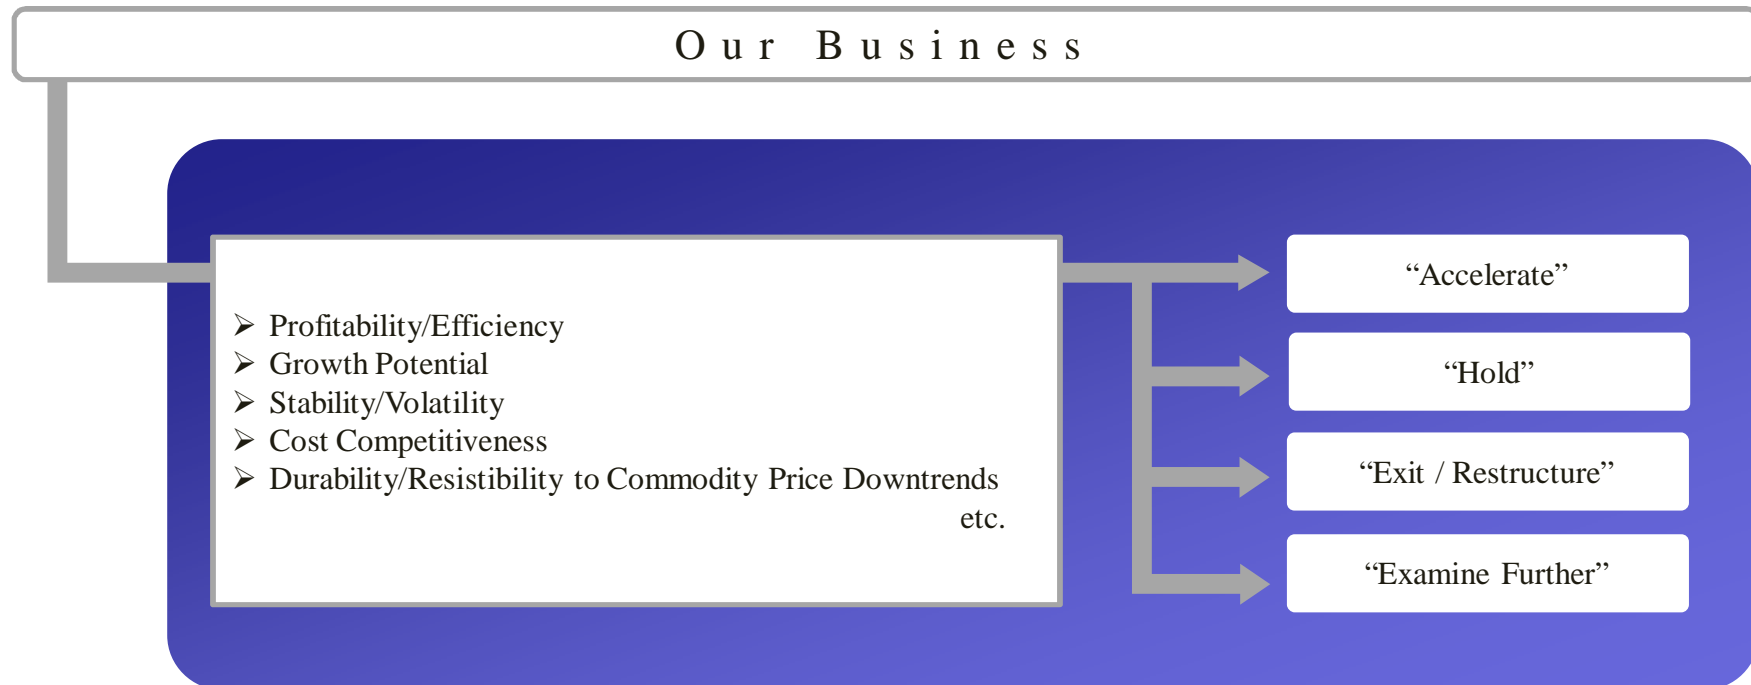 Our Business
➢ Profitability/Efficiency
➢ Growth Potential
➢ Stability/Volatility
➢ Cost Competitiveness
➢ Durability/Resistibility to Commodity Price Downtrends
etc.
“Accelerate”
“Hold”
“Exit / Restructure”
“Examine Further”